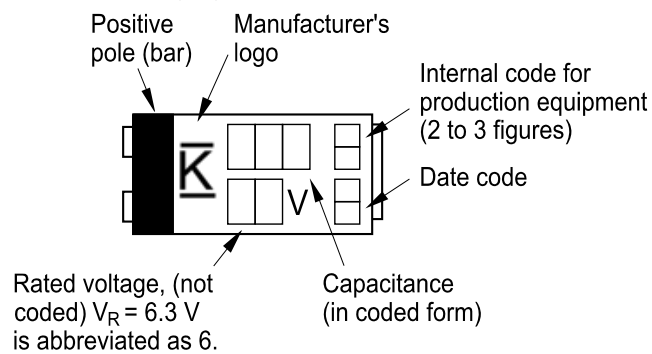 Positive
pole (bar)
Manufacturer's
logo
Internal code for
production equipment
(2 to 3 figures)
Date code
K
V
Rated voltage, (not
coded) VR = 6.3 V
is abbreviated as 6.
Capacitance
(in coded form)